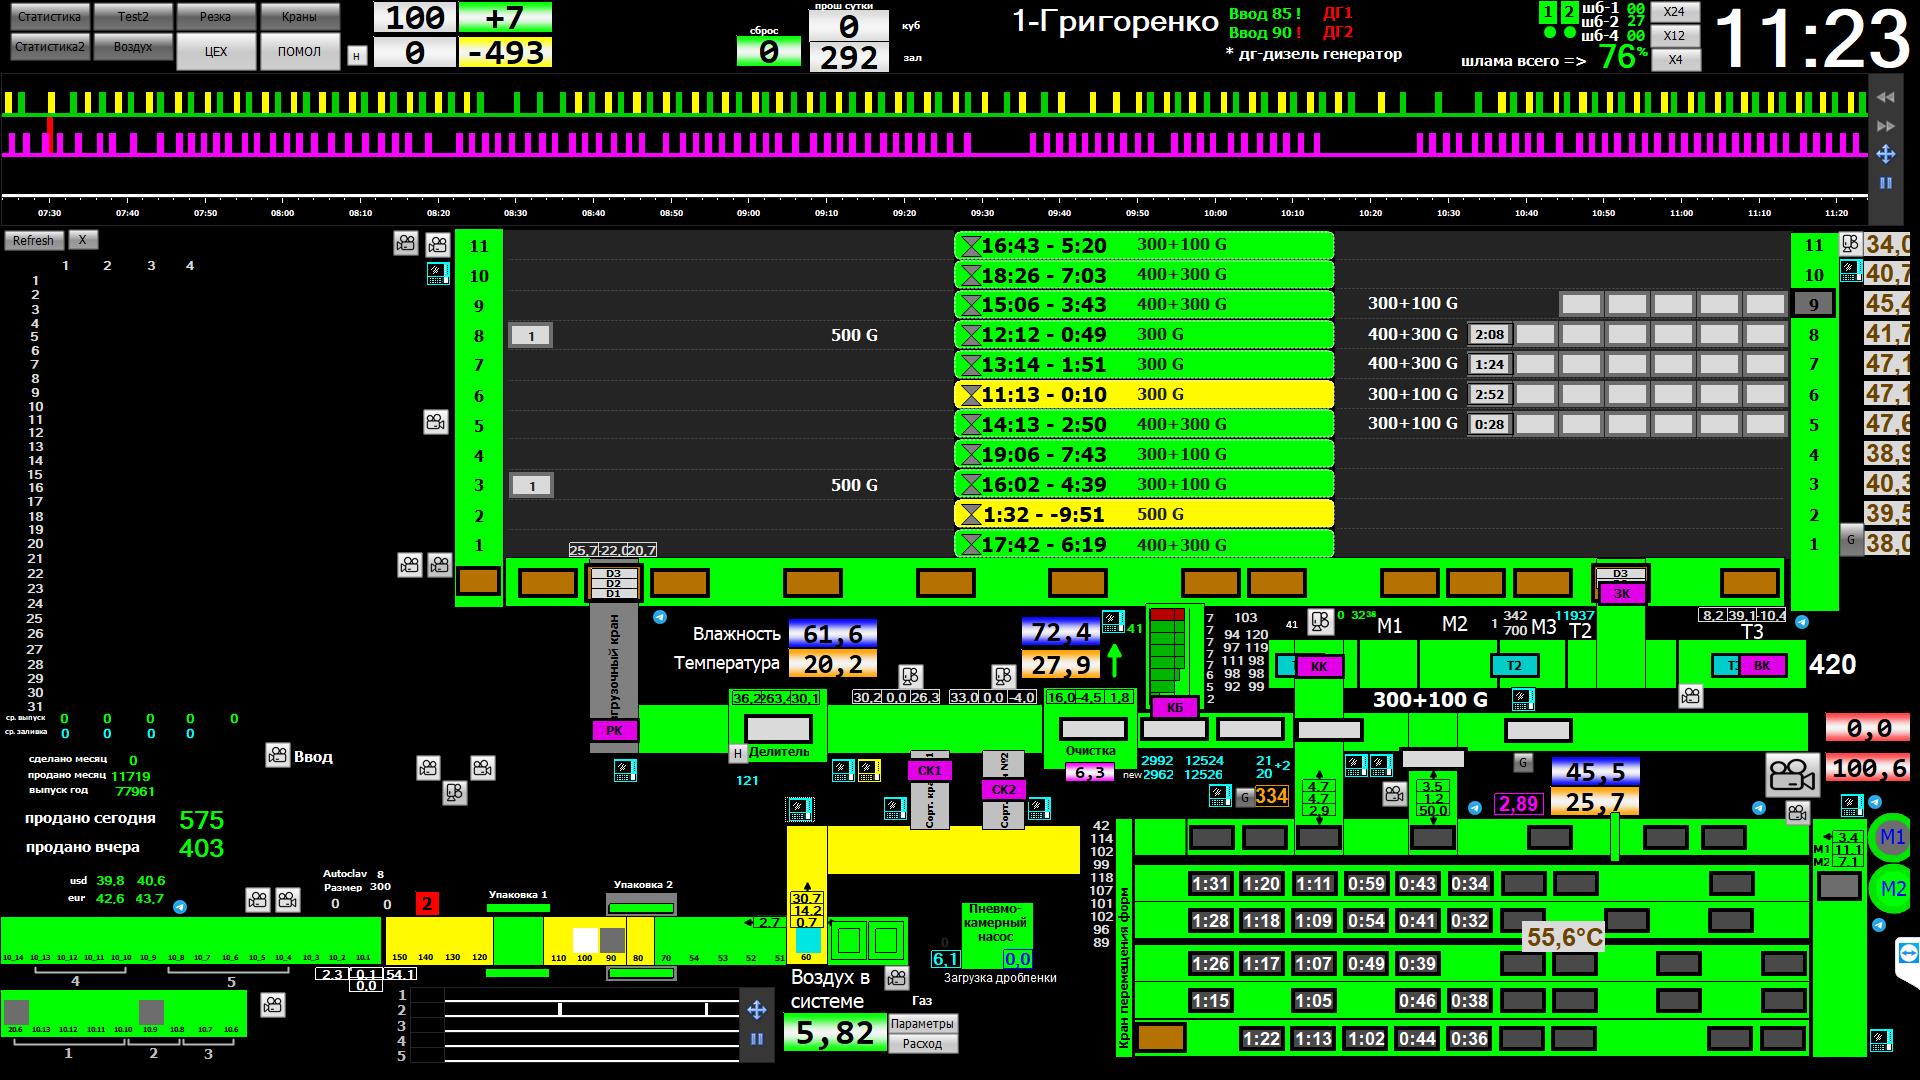 Статистика Test2 Резка Краны
Статистика2 Воздух ЦЕХ ПОМОЛ Н
100 +7
0 -493
сброс
0
прош сутки
0 куб
292 зал
1-Григоренко
Ввод 85 ! ДГ1
Ввод 90 ! ДГ2
* дг-дизель генератор
1 2 шб-1 00
шб-2 27
шб-4 00
шлама всего => 76%
X24
X12
X4
11:23
07:30 07:40 07:50 08:00 08:10 08:20 08:30 08:40 08:50 09:00 09:10 09:20 09:30 09:40 09:50 10:00 10:10 10:20 10:30 10:40 10:50 11:00 11:10 11:20
Refresh X
1 2 3 4
1
2
3
4
5
6
7
8
9
10
11
12
13
14
15
16
17
18
19
20
21
22
23
24
25
26
27
28
29
30
31
ср. выпуск 0 0 0 0 0
ср. заливка 0 0 0 0
сделано месяц 0
продано месяц 11719
выпуск год 77961
продано сегодня 575
продано вчера 403
usd 39,8 40,6
eur 42,6 43,7
Ввод
11 16:43 - 5:20 300+100 G 11 34,0
10 18:26 - 7:03 400+300 G 10 40,7
9 15:06 - 3:43 400+300 G 300+100 G 9 45,4
8 1 500 G 12:12 - 0:49 300 G 400+300 G 2:08 8 41,7
7 13:14 - 1:51 300 G 400+300 G 1:24 7 47,1
6 11:13 - 0:10 300 G 300+100 G 2:52 6 47,1
5 14:13 - 2:50 400+300 G 300+100 G 0:28 5 47,6
4 19:06 - 7:43 300+100 G 4 38,9
3 1 500 G 16:02 - 4:39 300+100 G 3 40,3
2 1:32 - -9:51 500 G 2 39,5
1 17:42 - 6:19 400+300 G 1 G 38,0
25,7 -22,0 20,7
D3
D2
D1
D3
ЗК
Влажность 61,6
Температура 20,2
72,4
27,9
41
7 103
7 94 120
7 97 119
7 111 98
6 98 98
5 92 99
2
41 0 32 38 M1 M2 1 342 700 M3 11937 T2
8,2 39,1 -10,4
T3
КК T2 ВК 420
РК
36,2 263,4 30,1
Н Делитель
121
30,2 0,0 26,3
33,0 0,0 -4,0
16,0 -4,5 1,8
Очистка
6,3
КБ
300+100 G
СК1
СК2
2992 12524 21 +2
new 2962 12526 20
G 334
4.7
4.7
2.9
3.5
1.2
50.0
G
2,89
45,5
25,7
0,0
100,6
3.4
М1 11.1
М2 7.1
M1
M2
42
114
102
99
118
107
101
102
96
89
Кран перемещения форм
1:31 1:20 1:11 0:59 0:43 0:34
1:28 1:18 1:09 0:54 0:41 0:32
55,6°C
1:26 1:17 1:07 0:49 0:39
1:15 1:05 0:46 0:38
1:22 1:13 1:02 0:44 0:36
Autoclav 8
Размер 300
0 0
2
Упаковка 1
Упаковка 2
10_14 10_13 10_12 10_11 10_10 10_9 10_8 10_7 10_6 10_5 10_4 10_3 10_2 10.1 150 140 130 120 110 100 90 80 70 54 53 52 51 60
4 5
2,3 0,1 54,1
0,0
2,7
30.7
14.2
0.7
Пневмо-
камерный
насос
0
6,1 0,0
Загрузка дробленки
20.6 10.13 10.12 10.11 10.10 10.9 10.8 10.7 10.6
1 2 3
1
2
3
4
5
Воздух в
системе
5,82
Газ
Параметры
Расход